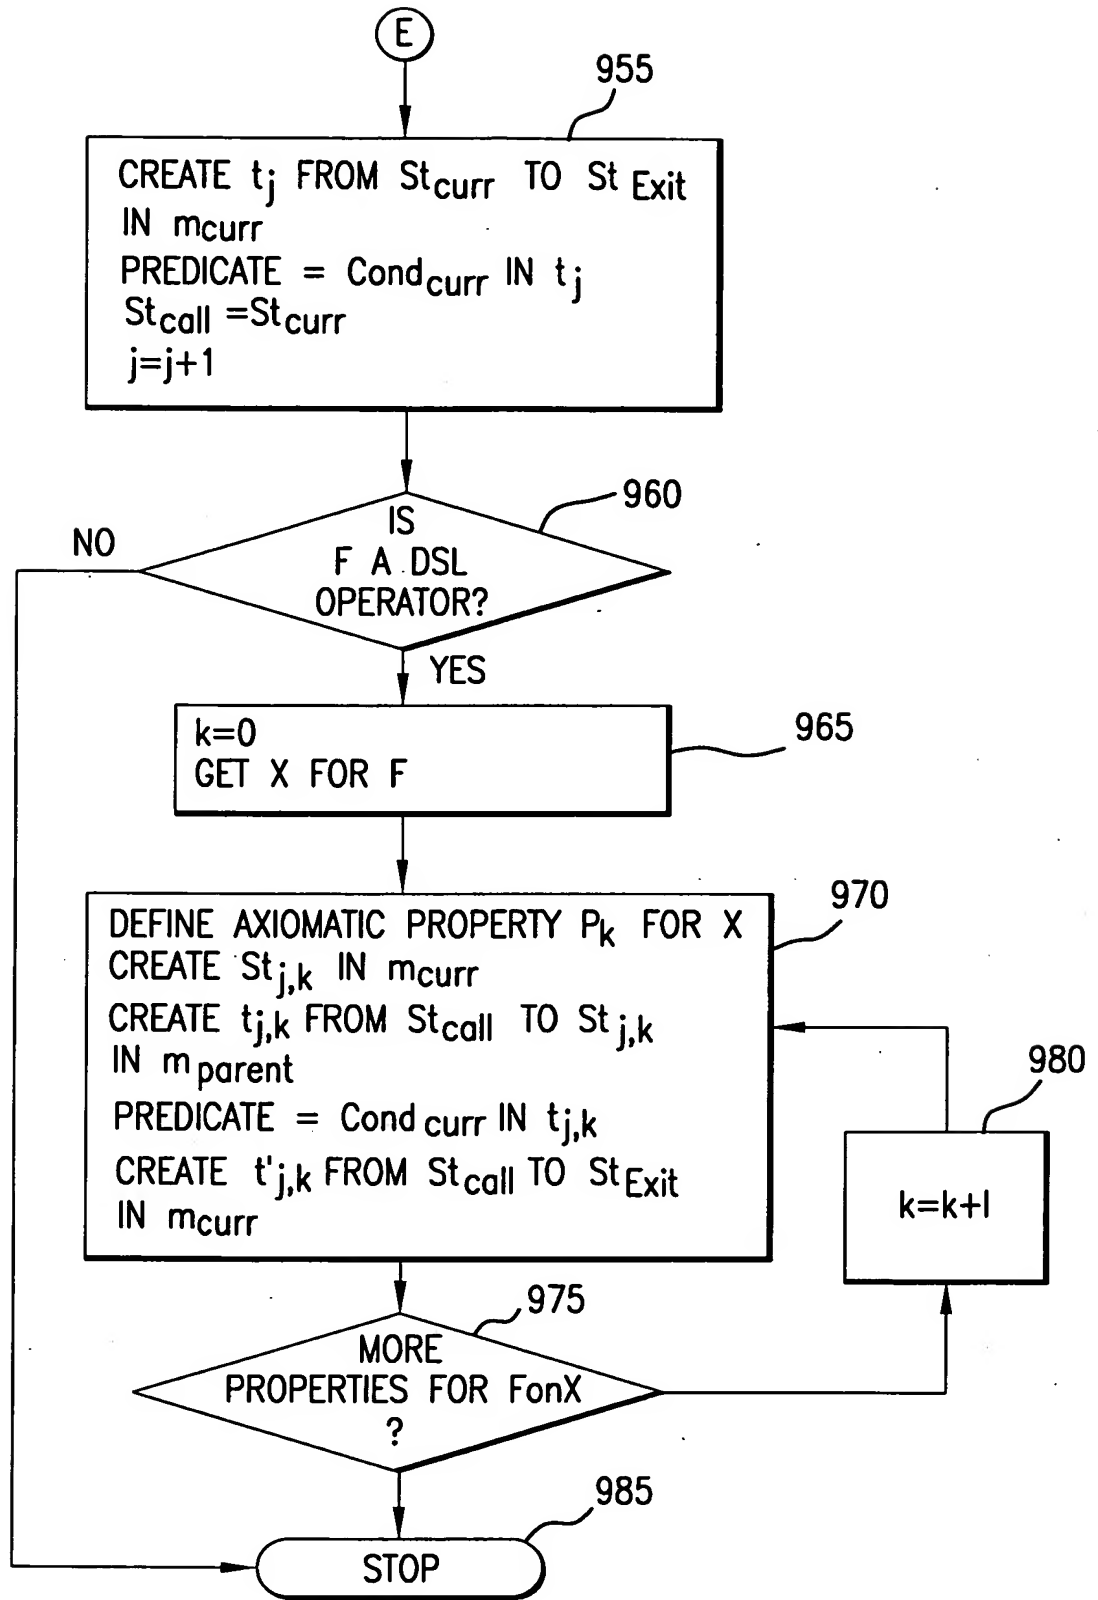 E
955
CREATE tj FROM Stcurr TO St Exit
IN mcurr
PREDICATE = Condcurr IN tj
Stcall =Stcurr
j=j+1
960
NO
IS
F A DSL
OPERATOR?
YES
965
k=0
GET X FOR F
970
DEFINE AXIOMATIC PROPERTY Pk FOR X
CREATE Stj,k IN mcurr
CREATE tj,k FROM Stcall TO Stj,k
IN mparent
PREDICATE = Cond curr IN tj,k
CREATE t'j,k FROM Stcall TO StExit
IN mcurr
980
k=k+l
975
MORE
PROPERTIES FOR FonX
?
985
STOP